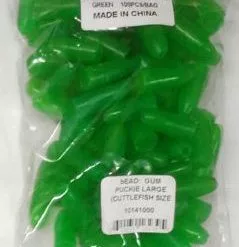 GREEN 100PCS/BAG
MADE IN CHINA
BEAD: GUM
PUCKIE LARGE
(CUTTLEFISH SIZE
10141000